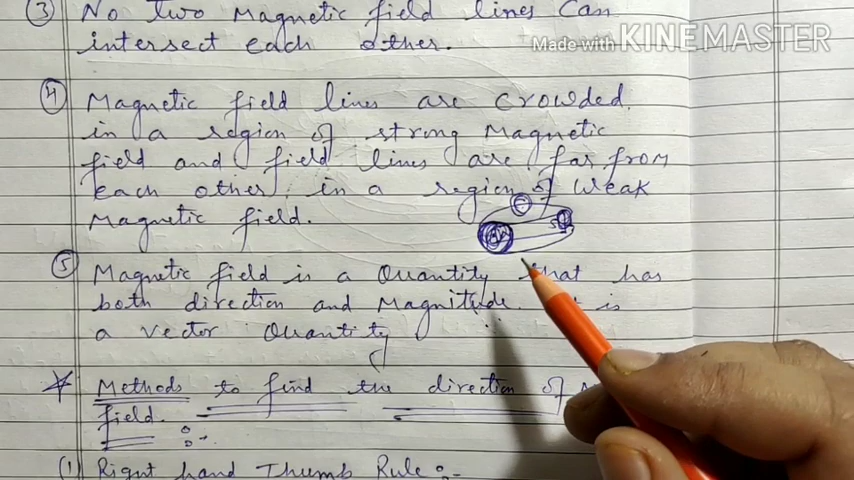 (3) No two Magnetic field lines can
intersect each other.
Made with KINEMASTER
(4) Magnetic field lines are crowded
in a region of strong Magnetic
field and field lines are far from
each other in a region of Weak
Magnetic field.
(5) Magnetic field is a Quantity that has
both direction and Magnitude. is
a vector Quantity
* Methods to find the direction of
field. :-
(1) Right hand Thumb Rule :-